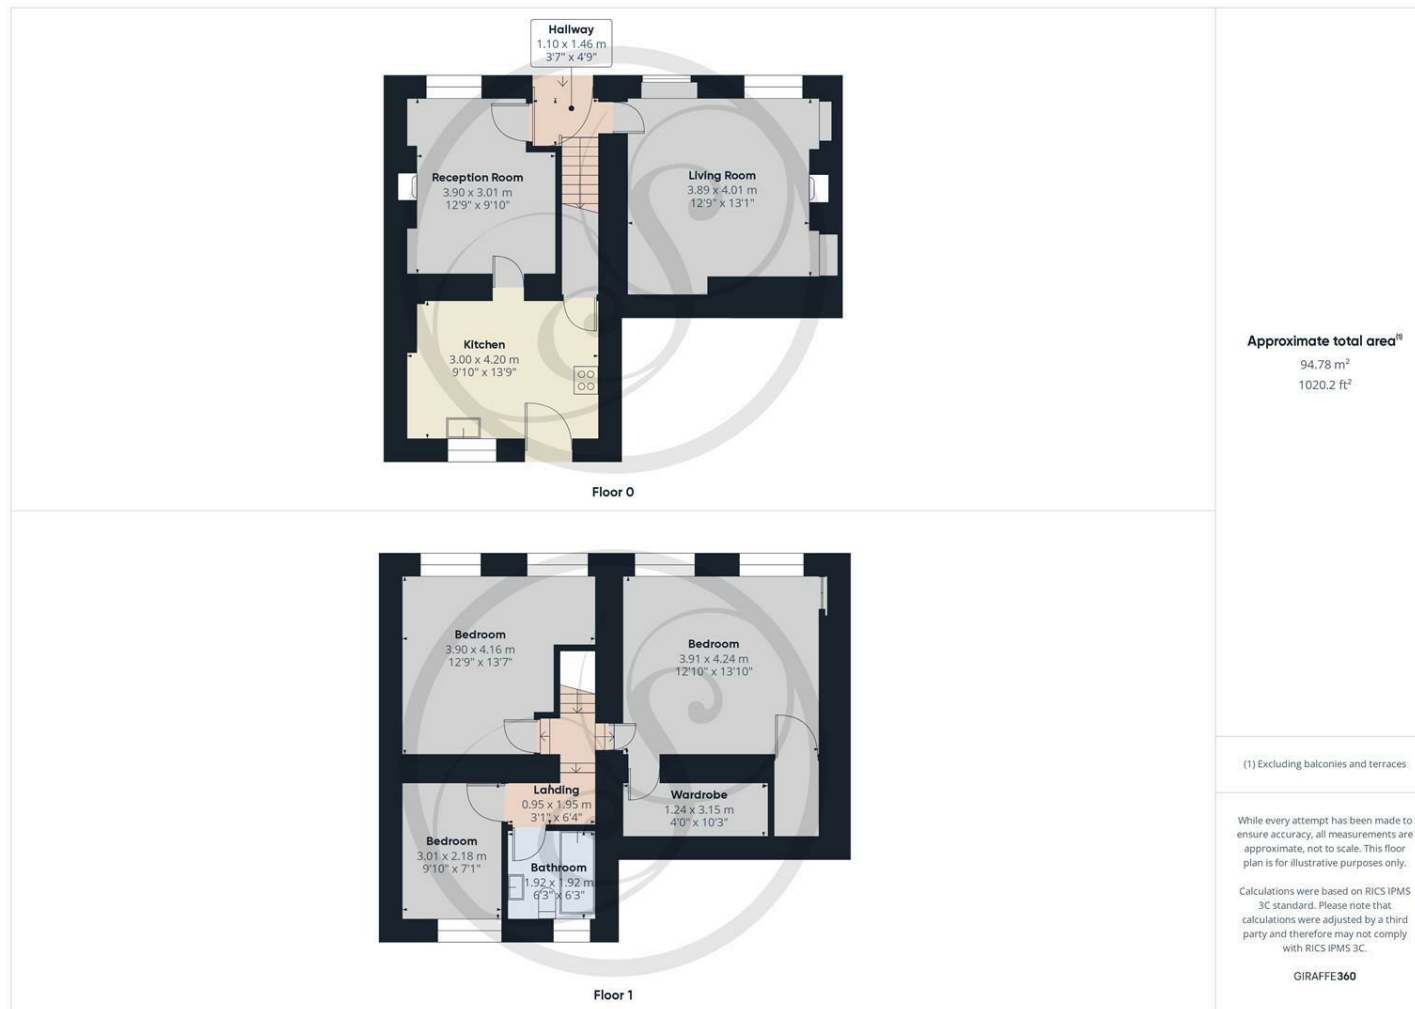 Hallway
1.10 x 1.46 m
3'7" x 4'9"
Reception Room
3.90 x 3.01 m
12'9" x 9'10"
Living Room
3.89 x 4.01 m
12'9" x 13'1"
Kitchen
3.00 x 4.20 m
9'10" x 13'9"
Floor 0
Bedroom
3.90 x 4.16 m
12'9" x 13'7"
Bedroom
3.91 x 4.24 m
12'10" x 13'10"
Landing
0.95 x 1.95 m
3'1" x 6'4"
Wardrobe
1.24 x 3.15 m
4'0" x 10'3"
Bedroom
3.01 x 2.18 m
9'10" x 7'1"
Bathroom
1.92 x 1.92 m
6'3" x 6'3"
Floor 1
Approximate total area(1)
94.78 m²
1020.2 ft²
(1) Excluding balconies and terraces
While every attempt has been made to
ensure accuracy, all measurements are
approximate, not to scale. This floor
plan is for illustrative purposes only.
Calculations were based on RICS IPMS
3C standard. Please note that
calculations were adjusted by a third
party and therefore may not comply
with RICS IPMS 3C.
GIRAFFE360